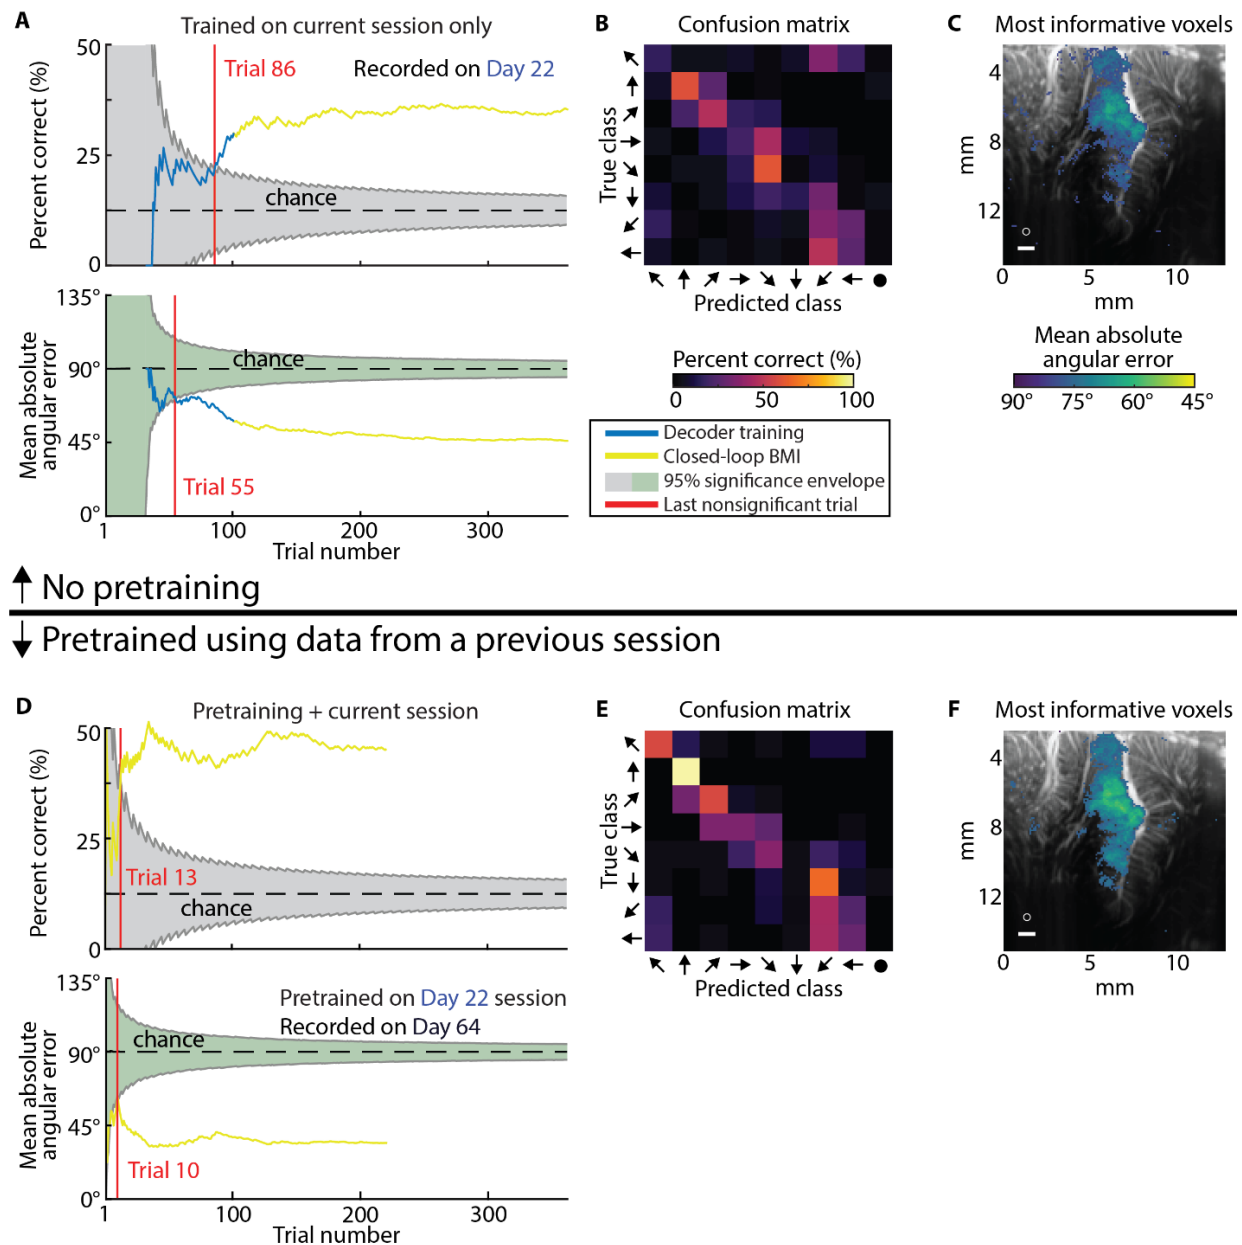 A
Trained on current session only
50
25
0
Percent correct (%)
Trial 86
Recorded on Day 22
chance
135°
90°
45°
0°
Mean absolute
angular error
chance
Trial 55
1
100
200
300
Trial number
B
Confusion matrix
True class
Predicted class
Percent correct (%)
0
50
100
Decoder training
Closed-loop BMI
95% significance envelope
Last nonsignificant trial
C
Most informative voxels
4
8
12
mm
0
5
10
mm
Mean absolute
angular error
90°
75°
60°
45°
No pretraining
Pretrained using data from a previous session
D
Pretraining + current session
50
25
0
Percent correct (%)
Trial 13
chance
135°
90°
45°
0°
Mean absolute
angular error
Pretrained on Day 22 session
Recorded on Day 64
chance
Trial 10
1
100
200
300
Trial number
E
Confusion matrix
True class
Predicted class
F
Most informative voxels
4
8
12
mm
0
5
10
mm